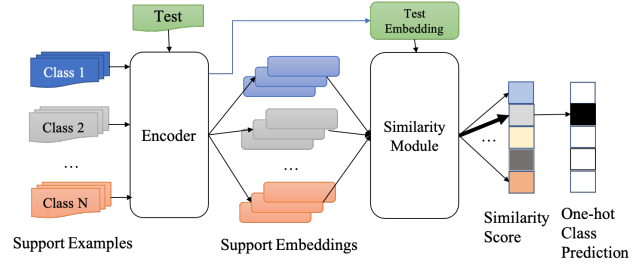 Test
Test
Embedding
Class 1
Class 2
...
Class N
Encoder
...
Similarity
Module
...
Support Examples
Support Embeddings
Similarity
Score
One-hot
Class
Prediction